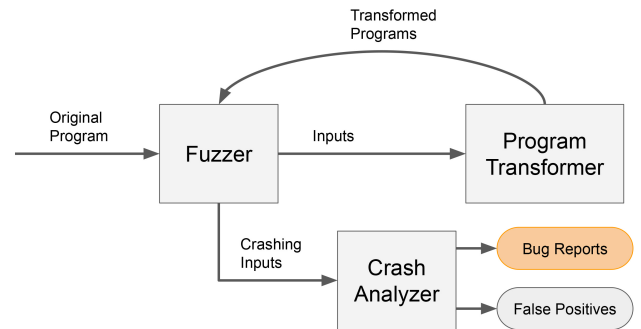 Transformed
Programs
Original
Program
Fuzzer
Inputs
Program
Transformer
Crashing
Inputs
Crash
Analyzer
Bug Reports
False Positives